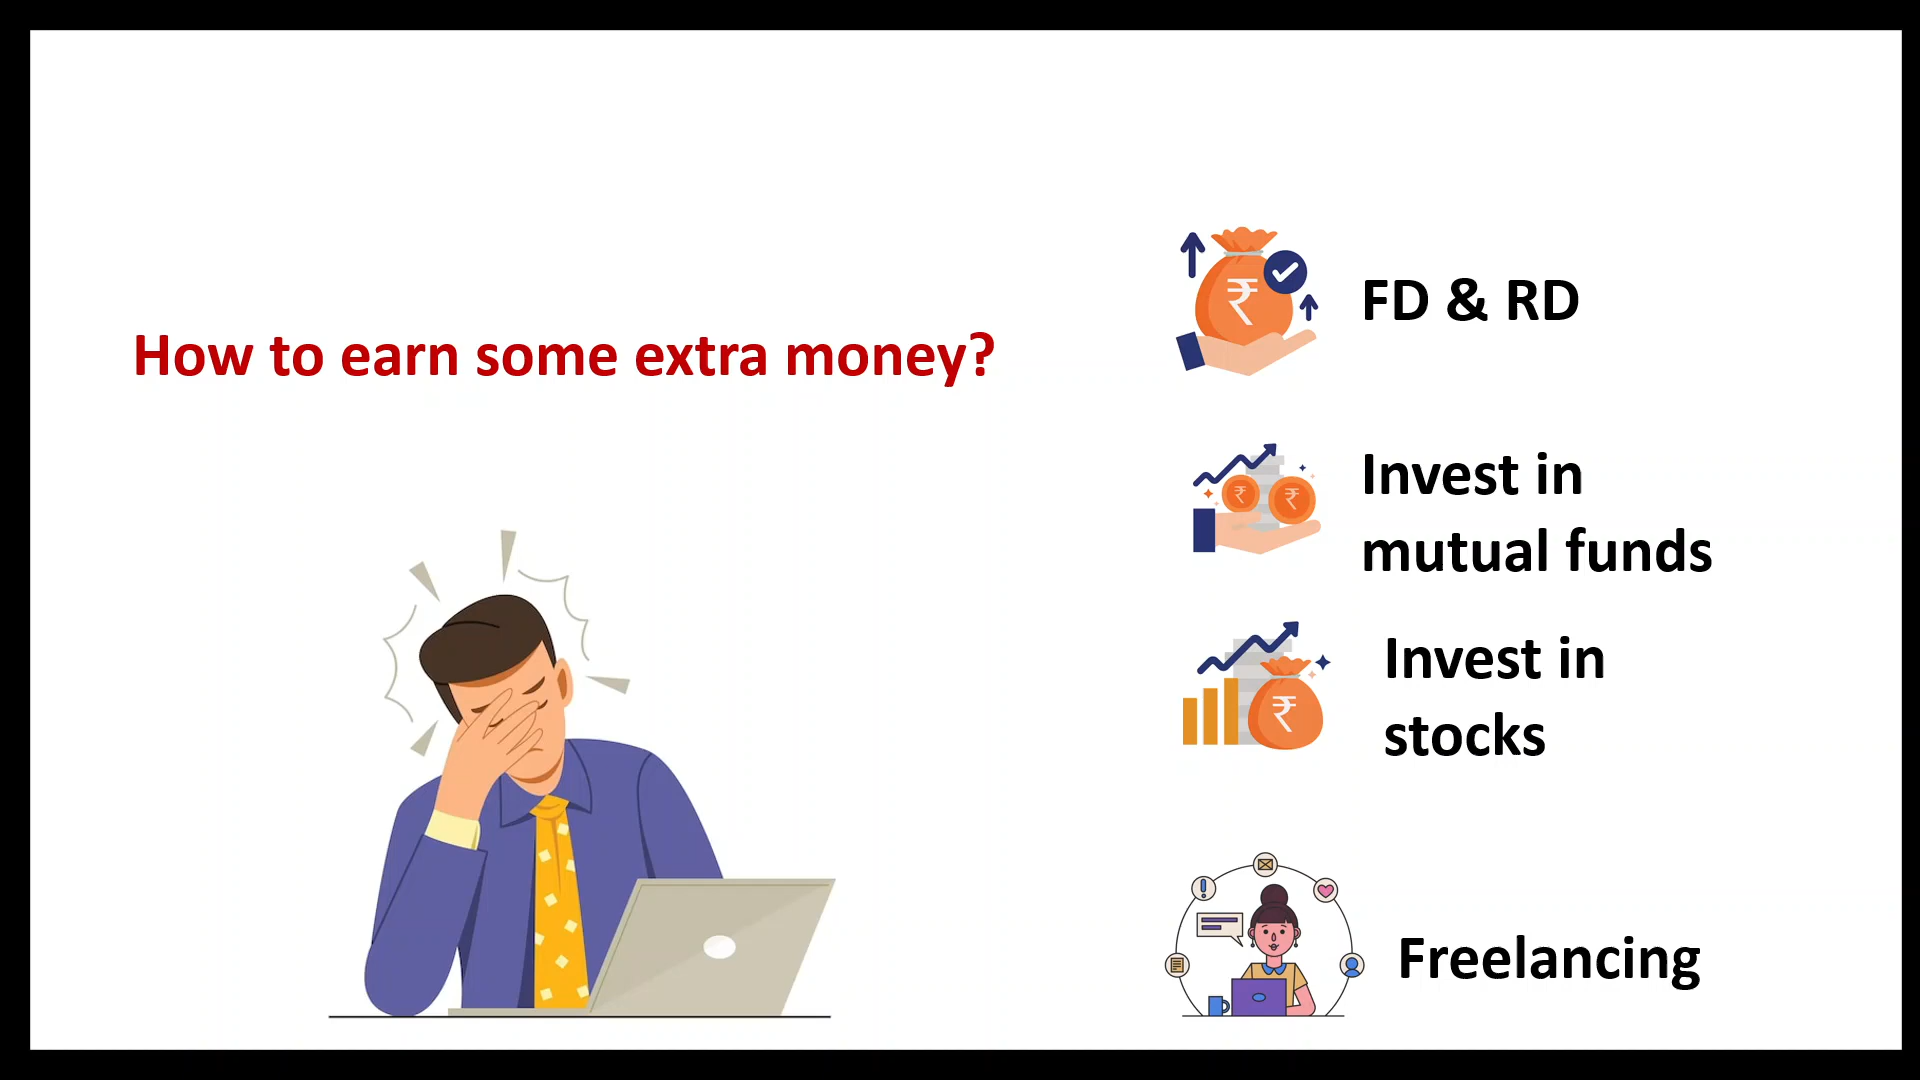 How to earn some extra money?
FD & RD
Invest in
mutual funds
Invest in
stocks
Freelancing
₹
₹
₹
₹